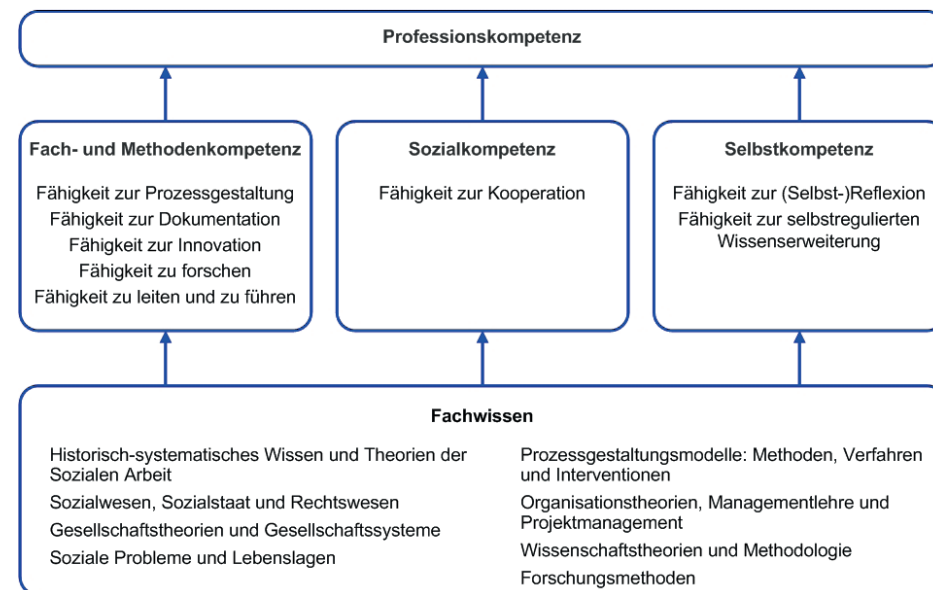 Professionskompetenz
Fach- und Methodenkompetenz
Fähigkeit zur Prozessgestaltung
Fähigkeit zur Dokumentation
Fähigkeit zur Innovation
Fähigkeit zu forschen
Fähigkeit zu leiten und zu führen
Sozialkompetenz
Fähigkeit zur Kooperation
Selbstkompetenz
Fähigkeit zur (Selbst-)Reflexion
Fähigkeit zur selbstregulierten
Wissenserweiterung
Fachwissen
Historisch-systematisches Wissen und Theorien der
Sozialen Arbeit
Sozialwesen, Sozialstaat und Rechtswesen
Gesellschaftstheorien und Gesellschaftssysteme
Soziale Probleme und Lebenslagen
Prozessgestaltungsmodelle: Methoden, Verfahren
und Interventionen
Organisationstheorien, Managementlehre und
Projektmanagement
Wissenschaftstheorien und Methodologie
Forschungsmethoden